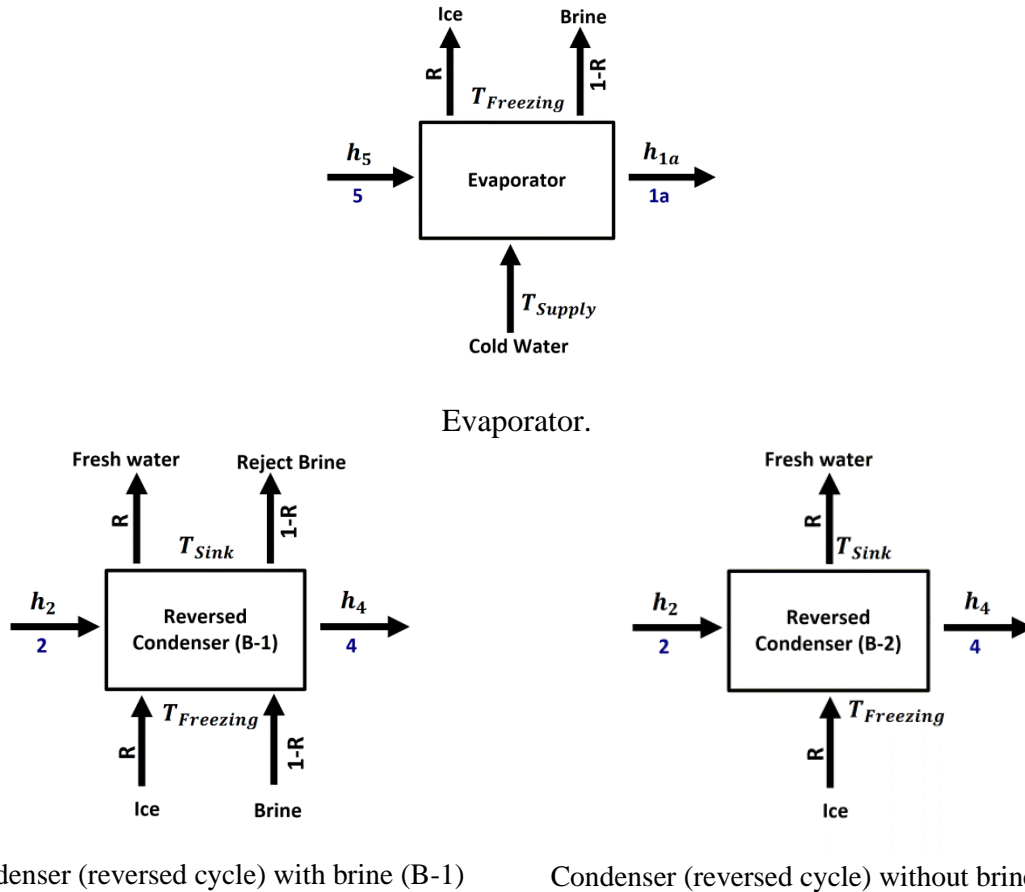 Ice Brine
R 1-R
T_Freezing
h_5 h_1a
Evaporator
5 1a
T_Supply
Cold Water
Evaporator.
Fresh water Reject Brine
R 1-R
T_Sink
h_2 h_4
Reversed
Condenser (B-1)
2 4
T_Freezing
R 1-R
Ice Brine
denser (reversed cycle) with brine (B-1)
Fresh water
R
T_Sink
h_2 h_4
Reversed
Condenser (B-2)
2 4
T_Freezing
R
Ice
Condenser (reversed cycle) without brine